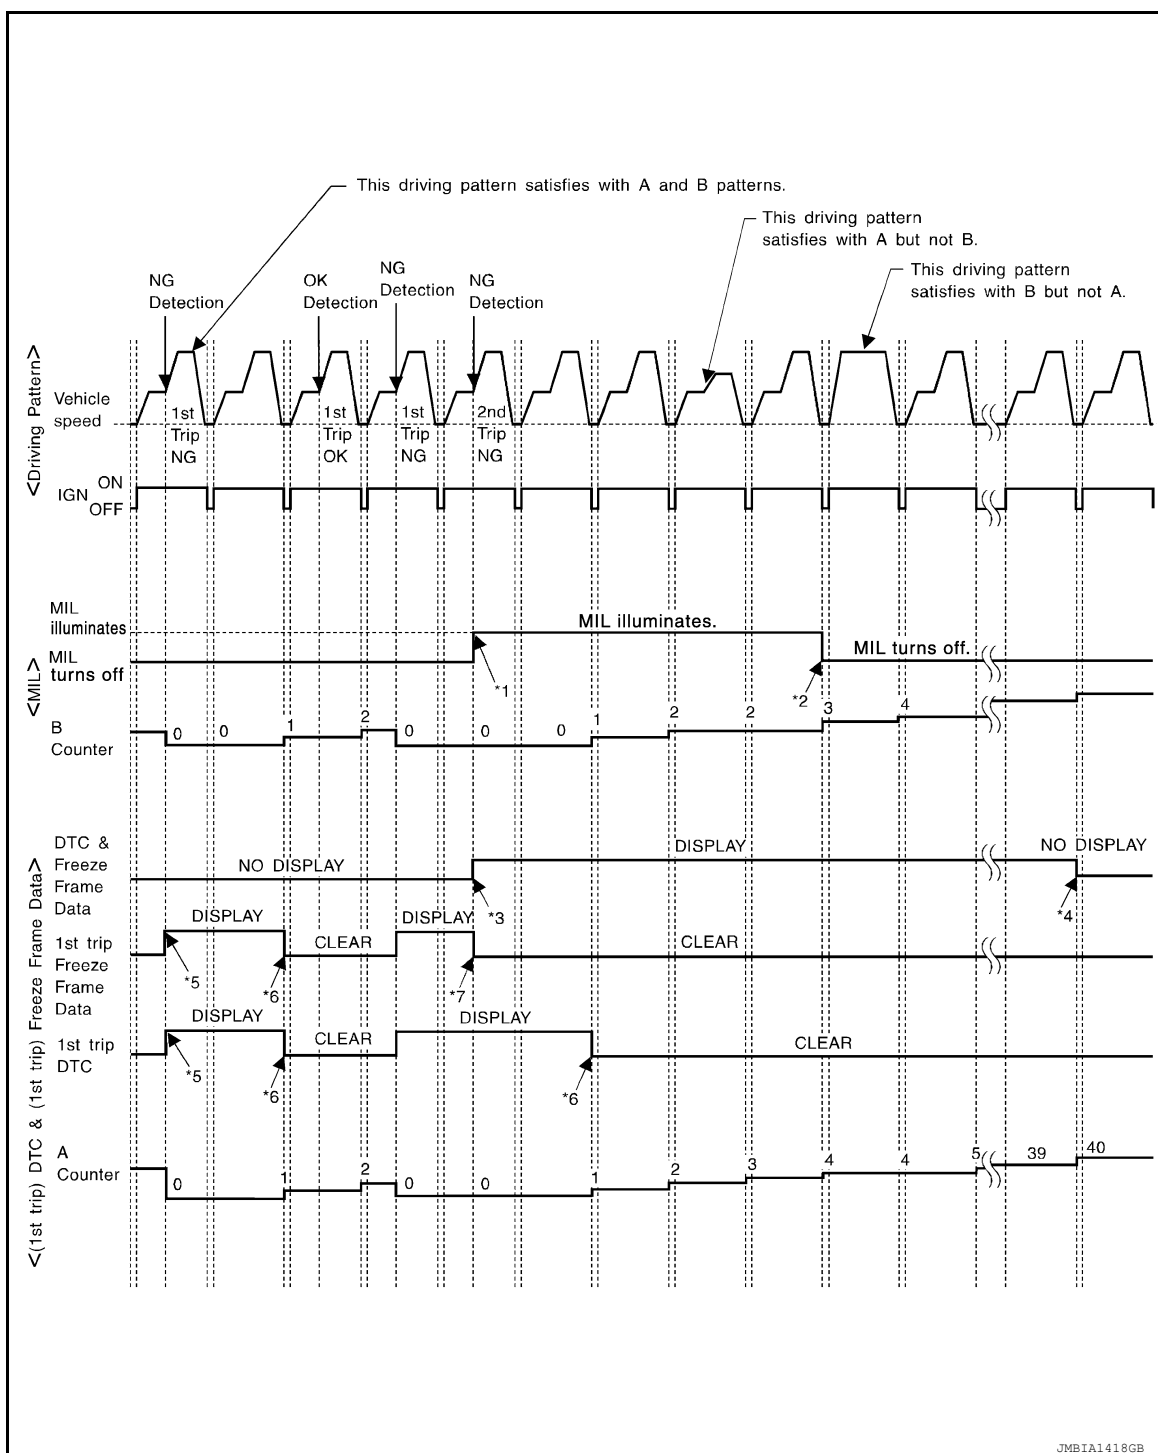 This driving pattern satisfies with A and B patterns.
This driving pattern
satisfies with A but not B.
This driving pattern
satisfies with B but not A.
NG
Detection
OK
Detection
NG
Detection
NG
Detection
<Driving Pattern>
Vehicle
speed
1st
Trip
NG
1st
Trip
OK
1st
Trip
NG
2nd
Trip
NG
IGN
ON
OFF
<MIL>
MIL
illuminates
MIL illuminates.
MIL
turns off
MIL turns off.
*1
*2
B
Counter
0 0 1 2 0 0 0 1 2 2 3 4
<(1st trip) DTC & (1st trip) Freeze Frame Data>
DTC &
Freeze
Frame
Data
NO DISPLAY
DISPLAY
NO DISPLAY
*3
*4
1st trip
Freeze
Frame
Data
DISPLAY
CLEAR
DISPLAY
CLEAR
*5
*6
*7
1st trip
DTC
DISPLAY
CLEAR
DISPLAY
CLEAR
*5
*6
*6
A
Counter
0 1 2 0 0 1 2 3 4 4 5 39 40
JMBIA1418GB